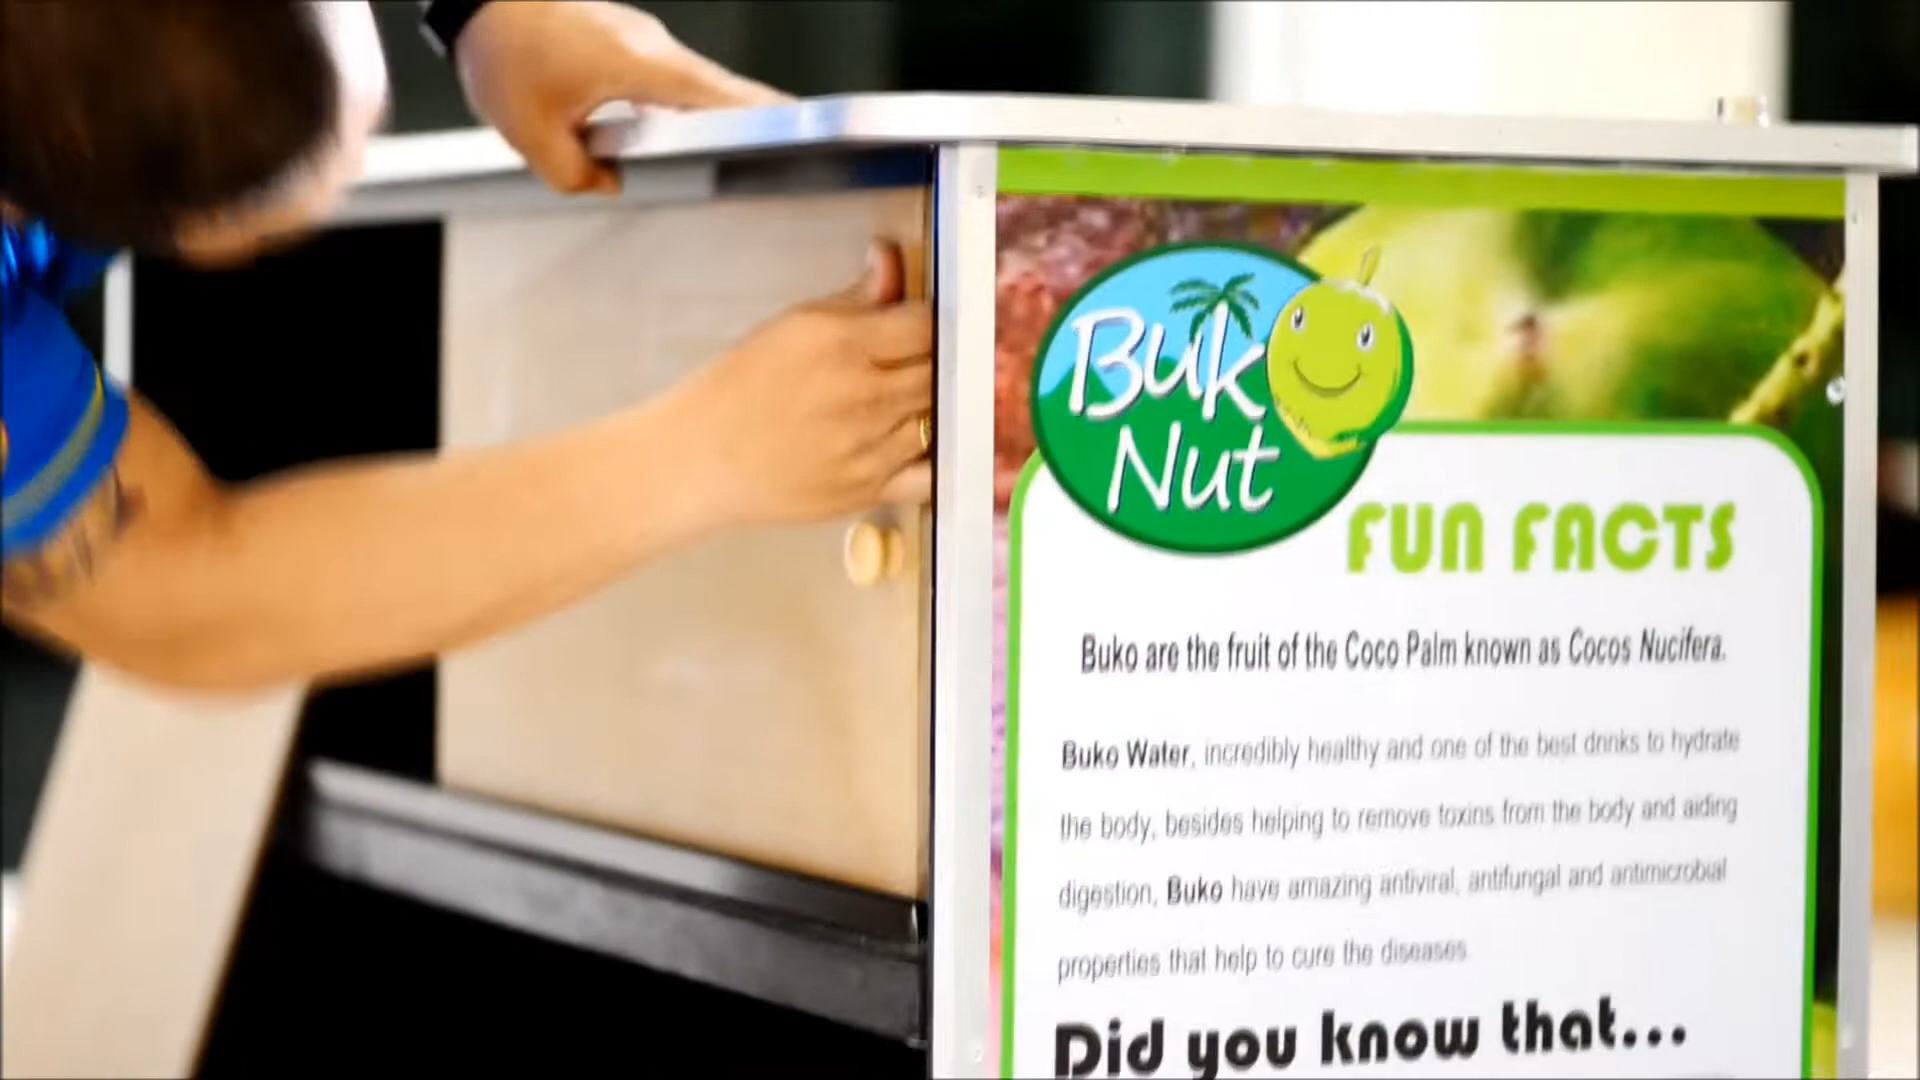 Buk
Nut
FUN FACTS
Buko are the fruit of the Coco Palm known as Cocos Nucifera.
Buko Water, incredibly healthy and one of the best drinks to hydrate
the body, besides helping to remove toxins from the body and aiding
digestion, Buko have amazing antiviral, antifungal and antimicrobial
properties that help to cure the diseases.
Did you know that...